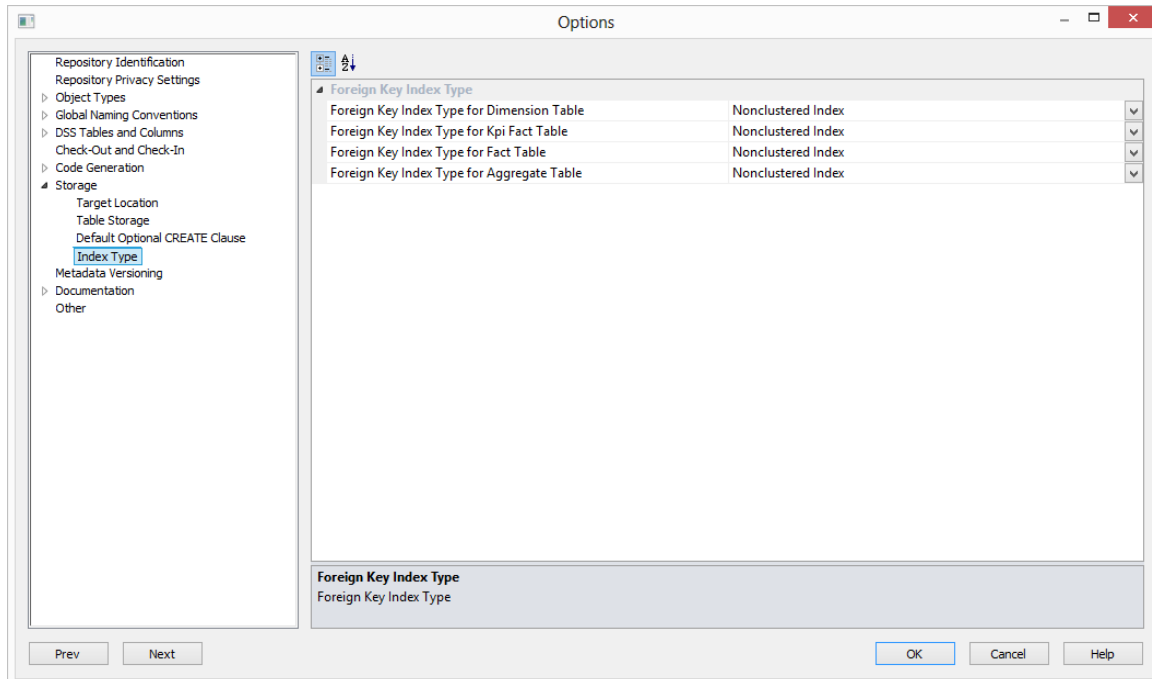 Options
Repository Identification
Repository Privacy Settings
Object Types
Global Naming Conventions
DSS Tables and Columns
Check-Out and Check-In
Code Generation
Storage
Target Location
Table Storage
Default Optional CREATE Clause
Index Type
Metadata Versioning
Documentation
Other
Foreign Key Index Type
Foreign Key Index Type for Dimension Table Nonclustered Index
Foreign Key Index Type for Kpi Fact Table Nonclustered Index
Foreign Key Index Type for Fact Table Nonclustered Index
Foreign Key Index Type for Aggregate Table Nonclustered Index
Foreign Key Index Type
Foreign Key Index Type
Prev Next OK Cancel Help